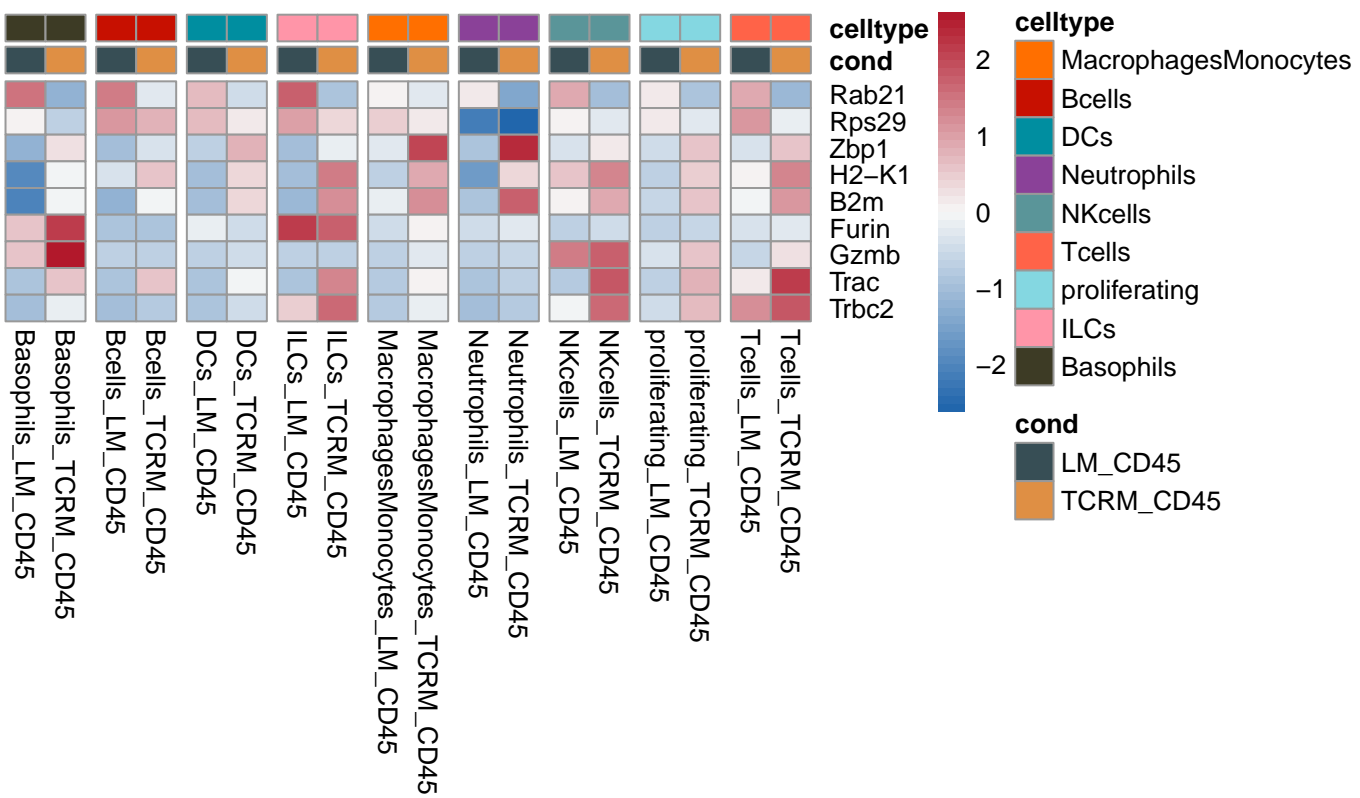 celltype
cond
Rab21
Rps29
Zbp1
H2−K1
B2m
Furin
Gzmb
Trac
Trbc2
Basophils_LM_CD45
Basophils_TCRM_CD45
Bcells_LM_CD45
Bcells_TCRM_CD45
DCs_LM_CD45
DCs_TCRM_CD45
ILCs_LM_CD45
ILCs_TCRM_CD45
MacrophagesMonocytes_LM_CD45
MacrophagesMonocytes_TCRM_CD45
Neutrophils_LM_CD45
Neutrophils_TCRM_CD45
NKcells_LM_CD45
NKcells_TCRM_CD45
proliferating_LM_CD45
proliferating_TCRM_CD45
Tcells_LM_CD45
Tcells_TCRM_CD45
2
1
0
−1
−2
celltype
MacrophagesMonocytes
Bcells
DCs
Neutrophils
NKcells
Tcells
proliferating
ILCs
Basophils
cond
LM_CD45
TCRM_CD45